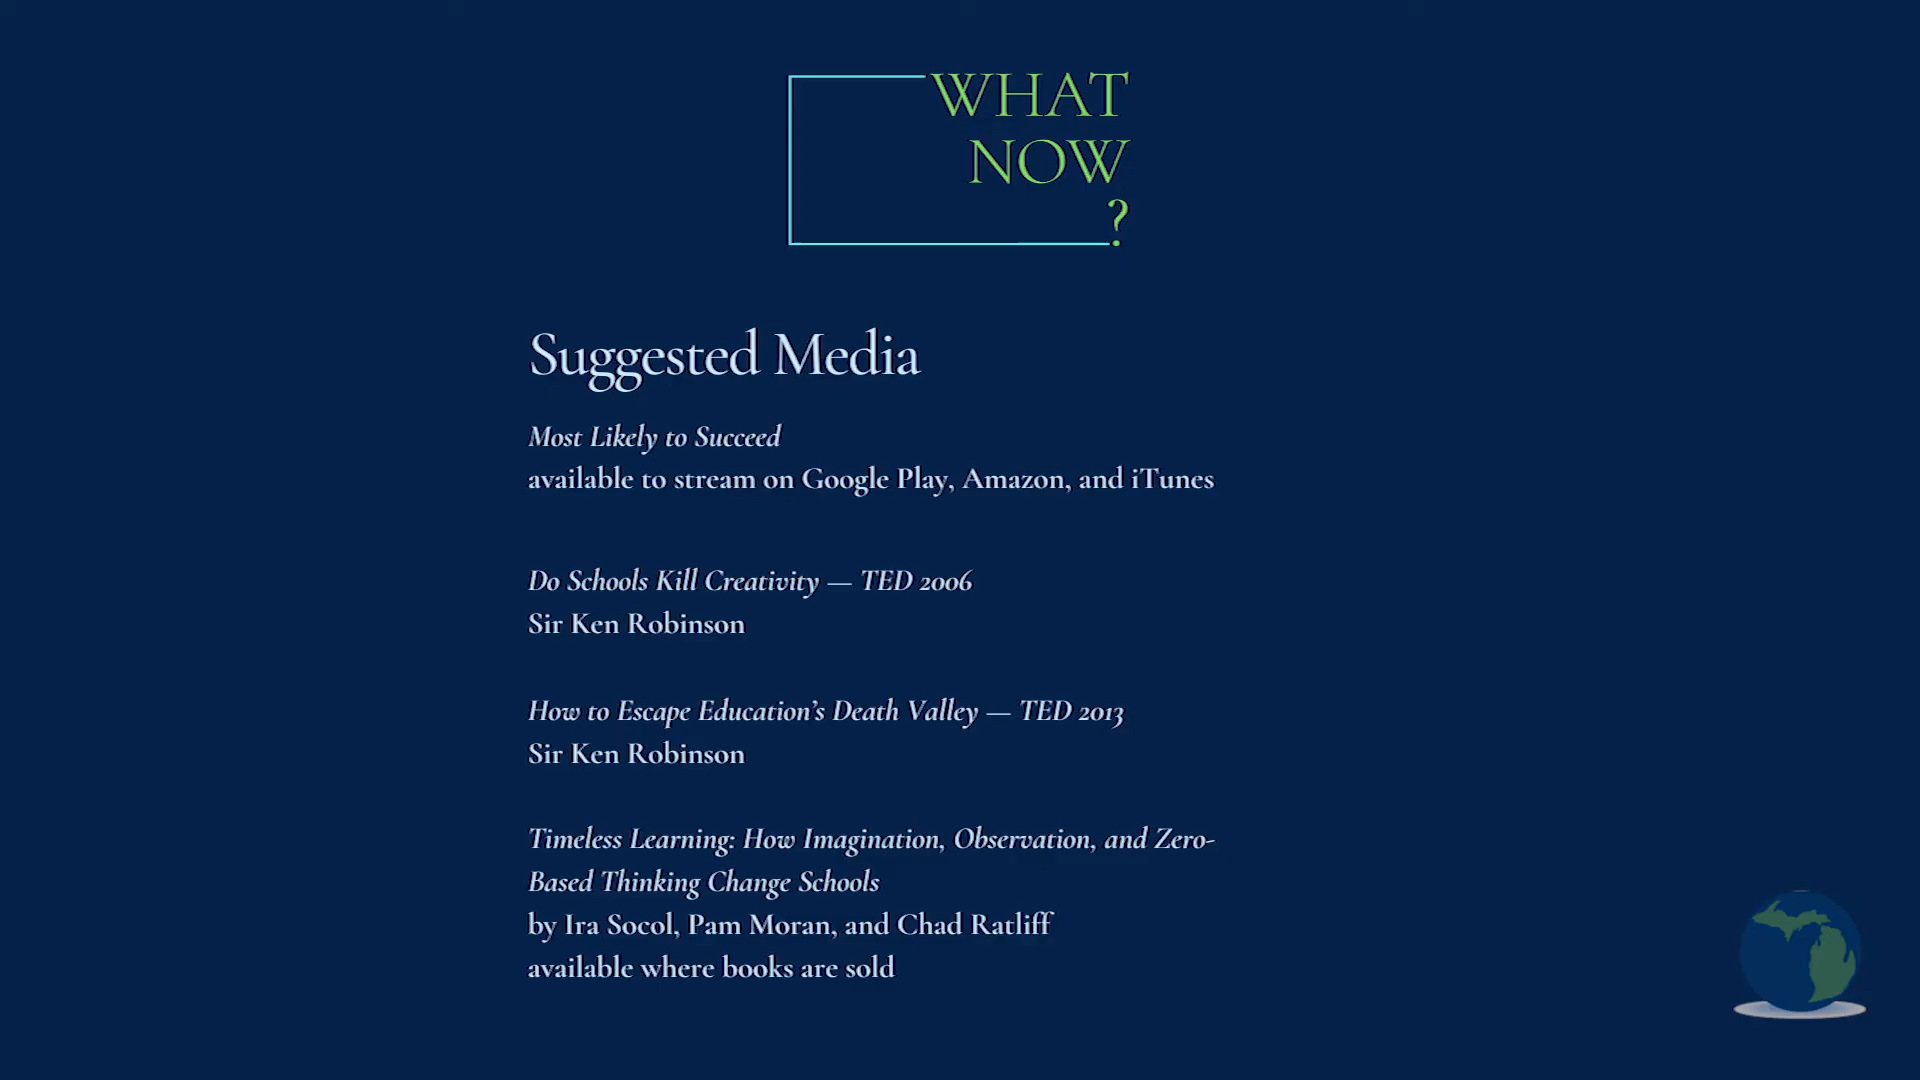 WHAT
NOW
?
Suggested Media
Most Likely to Succeed
available to stream on Google Play, Amazon, and iTunes
Do Schools Kill Creativity — TED 2006
Sir Ken Robinson
How to Escape Education’s Death Valley — TED 2013
Sir Ken Robinson
Timeless Learning: How Imagination, Observation, and Zero-
Based Thinking Change Schools
by Ira Socol, Pam Moran, and Chad Ratliff
available where books are sold